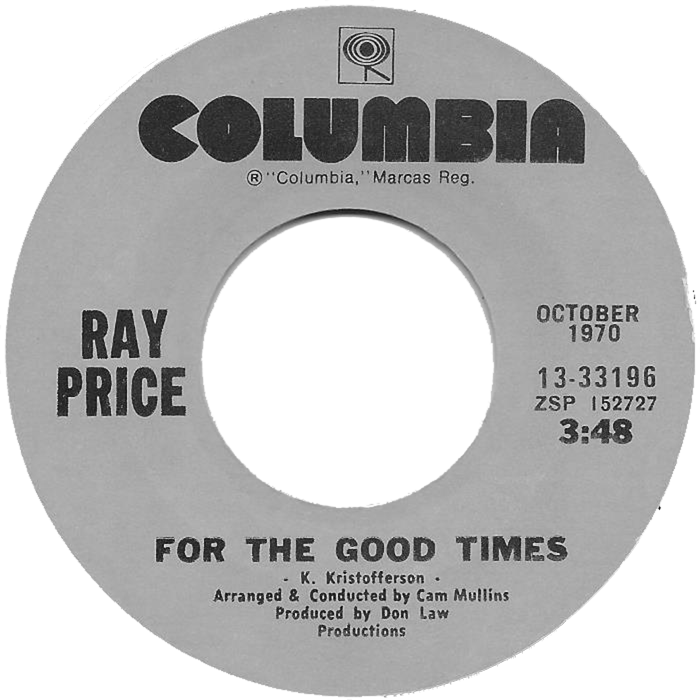 COLUMBIA
® "Columbia," Marcas Reg.
RAY
PRICE
OCTOBER
1970
13-33196
ZSP 152727
3:48
FOR THE GOOD TIMES
- K. Kristofferson -
Arranged & Conducted by Cam Mullins
Produced by Don Law
Productions